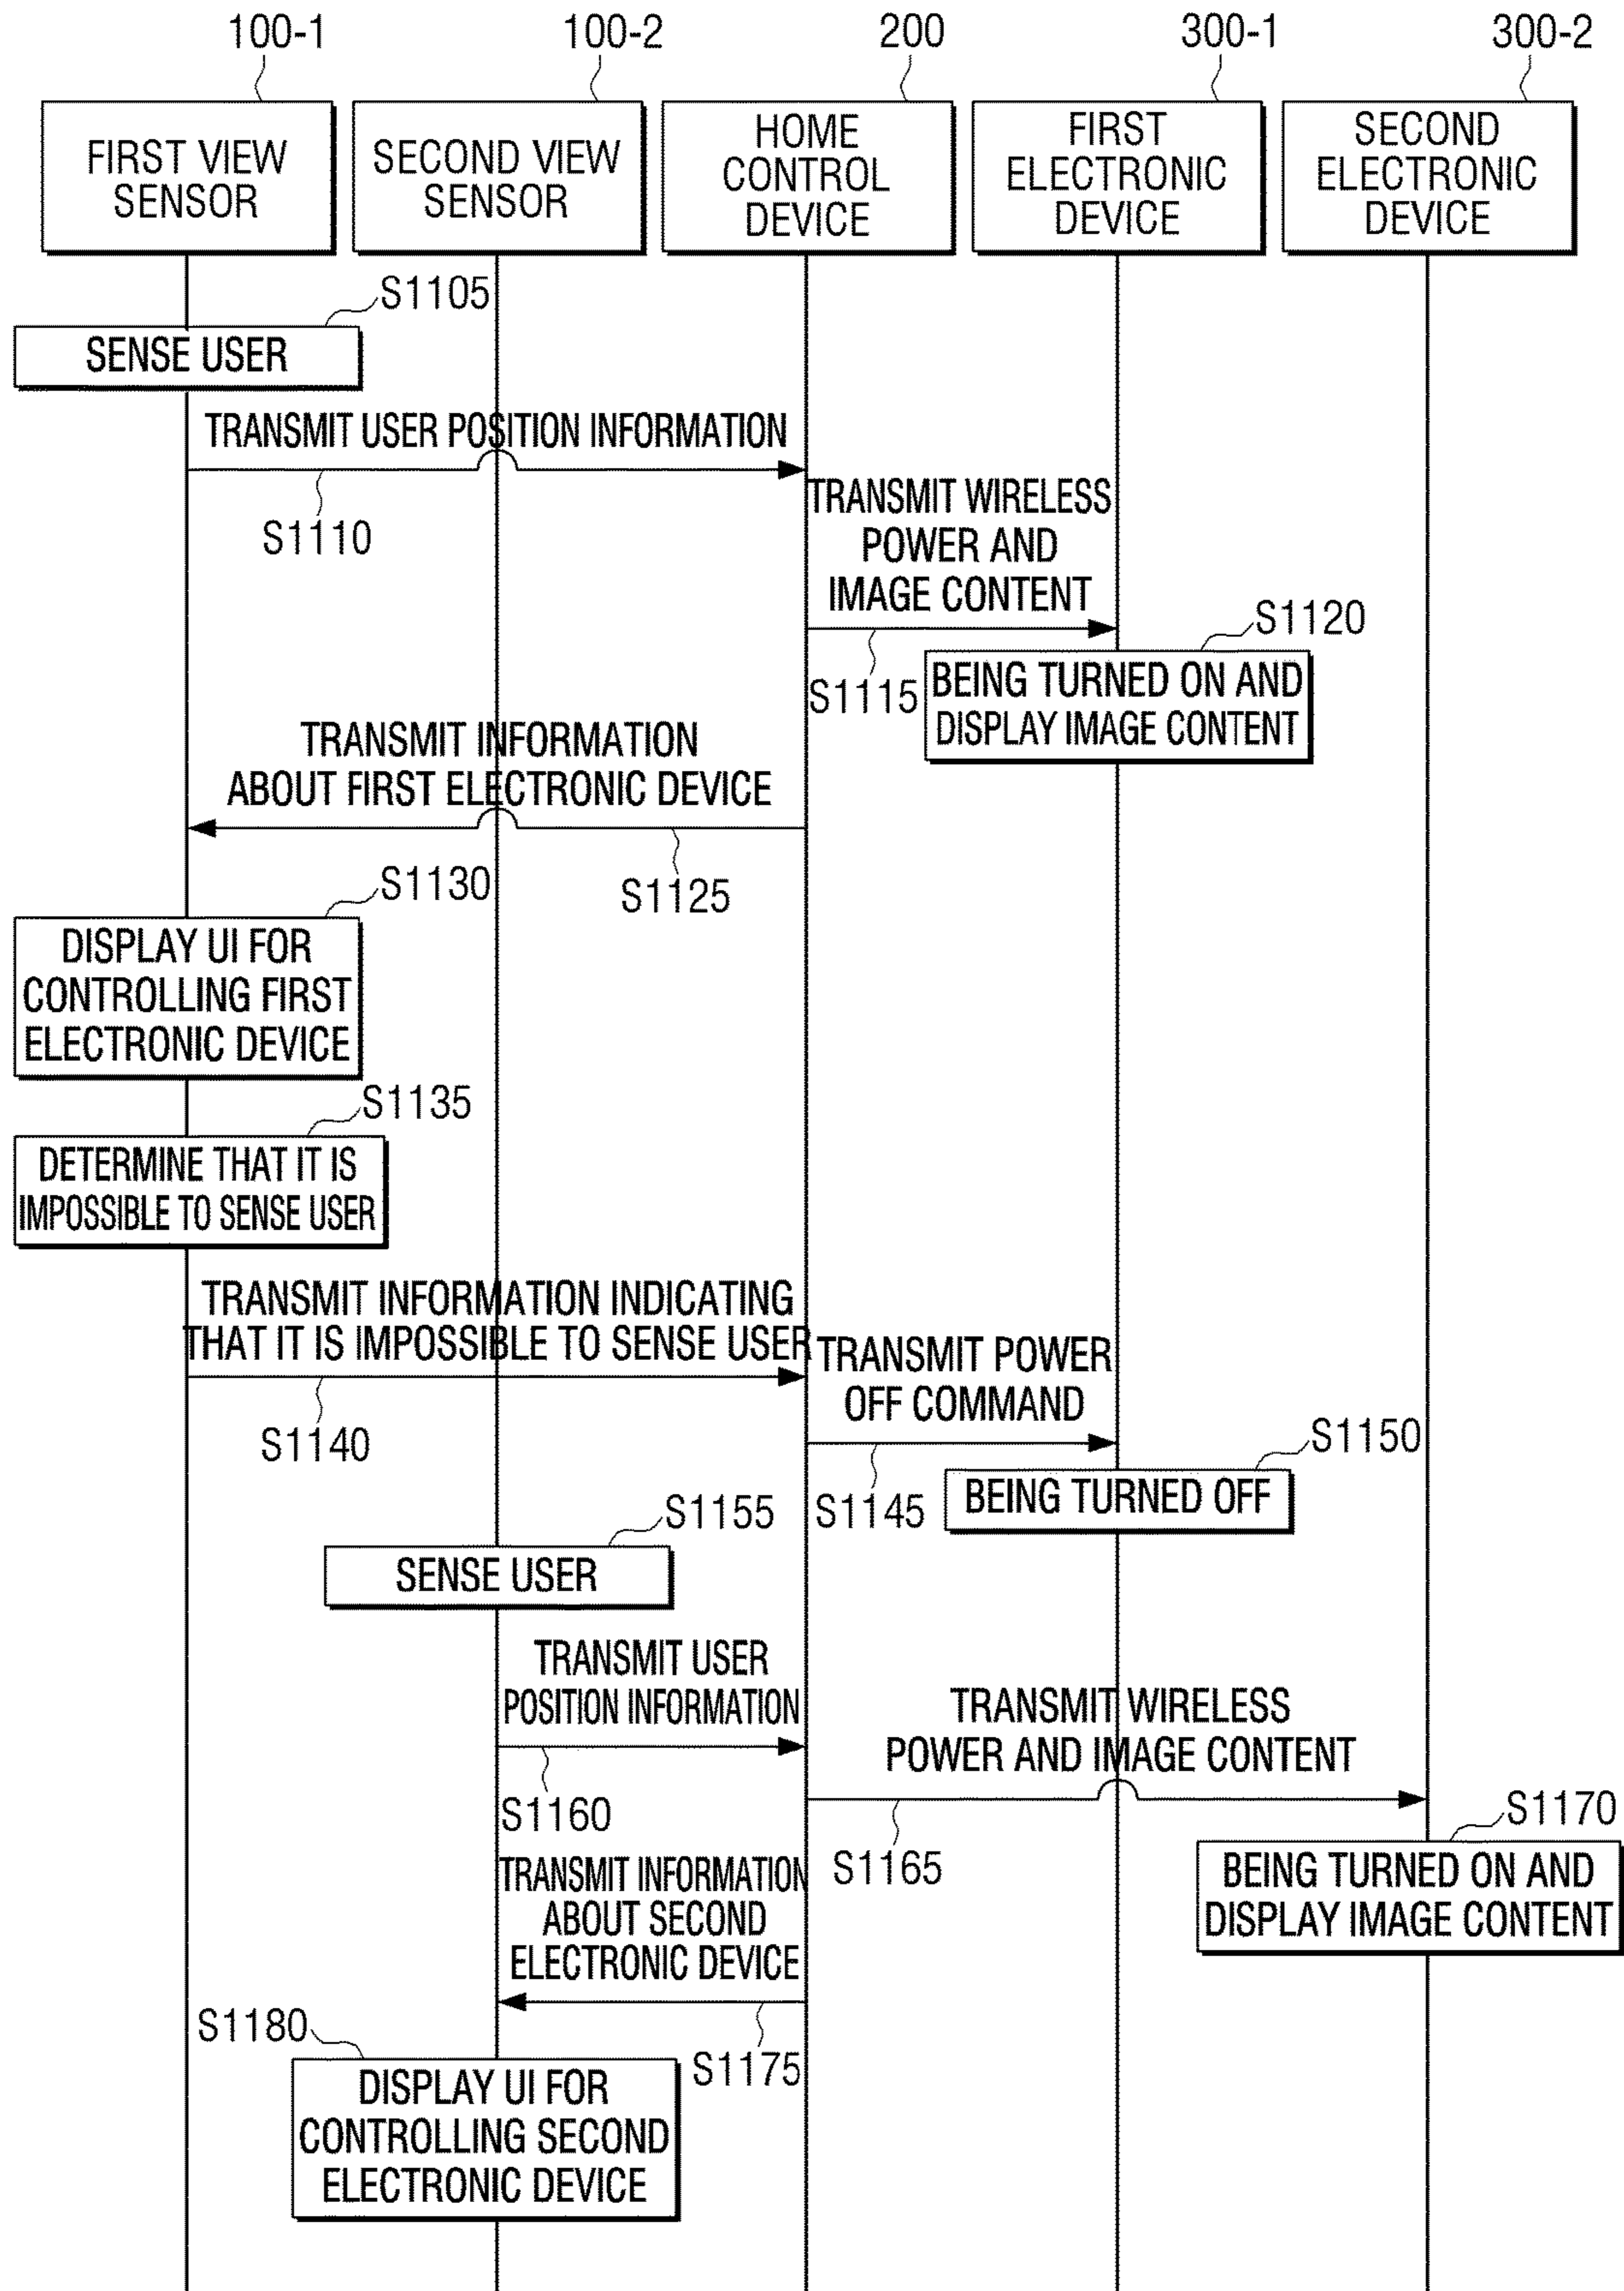 100-1
100-2
200
300-1
300-2
FIRST VIEW
SENSOR
SECOND VIEW
SENSOR
HOME
CONTROL
DEVICE
FIRST
ELECTRONIC
DEVICE
SECOND
ELECTRONIC
DEVICE
S1105
SENSE USER
TRANSMIT USER POSITION INFORMATION
S1110
TRANSMIT WIRELESS
POWER AND
IMAGE CONTENT
S1115
S1120
BEING TURNED ON AND
DISPLAY IMAGE CONTENT
TRANSMIT INFORMATION
ABOUT FIRST ELECTRONIC DEVICE
S1125
S1130
DISPLAY UI FOR
CONTROLLING FIRST
ELECTRONIC DEVICE
S1135
DETERMINE THAT IT IS
IMPOSSIBLE TO SENSE USER
TRANSMIT INFORMATION INDICATING
THAT IT IS IMPOSSIBLE TO SENSE USER
S1140
TRANSMIT POWER
OFF COMMAND
S1145
S1150
BEING TURNED OFF
S1155
SENSE USER
TRANSMIT USER
POSITION INFORMATION
S1160
TRANSMIT WIRELESS
POWER AND IMAGE CONTENT
S1165
S1170
BEING TURNED ON AND
DISPLAY IMAGE CONTENT
TRANSMIT INFORMATION
ABOUT SECOND
ELECTRONIC DEVICE
S1175
S1180
DISPLAY UI FOR
CONTROLLING SECOND
ELECTRONIC DEVICE